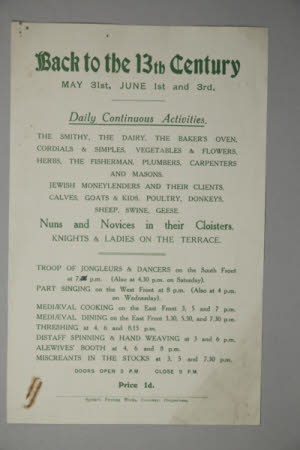 Back to the 13th Century
MAY 31st, JUNE 1st and 3rd.
Daily Continuous Activities.
THE SMITHY, THE DAIRY, THE BAKER'S OVEN,
CORDIALS & SIMPLES, VEGETABLES & FLOWERS,
HERBS, THE FISHERMAN, PLUMBERS, CARPENTERS
AND MASONS.
JEWISH MONEYLENDERS AND THEIR CLIENTS.
CALVES, GOATS & KIDS, POULTRY, DONKEYS,
SHEEP, SWINE, GEESE.
Nuns and Novices in their Cloisters.
KNIGHTS & LADIES ON THE TERRACE.
TROOP OF JONGLEURS & DANCERS on the South Front
at p.m. (Also at 4.30 p.m. on Saturday).
PART SINGING on the West Front at 8 p.m. (Also at 4 p.m.
on Wednesday).
MEDIÆVAL COOKING on the East Front 3, 5 and 7 p.m.
MEDIÆVAL DINING on the East Front 3.30, 5.30, and 7.30 p.m.
THRESHING at 4, 6 and 8.15 p.m.
DISTAFF SPINNING & HAND WEAVING at 3 and 6 p.m.
ALEWIVES' BOOTH at 4, 6 and 8 p.m.
MISCREANTS IN THE STOCKS at 3, 5 and 7.30 p.m.
DOORS OPEN 2 P.M. CLOSE 9 P.M.
Price 1d.
Printing Works,